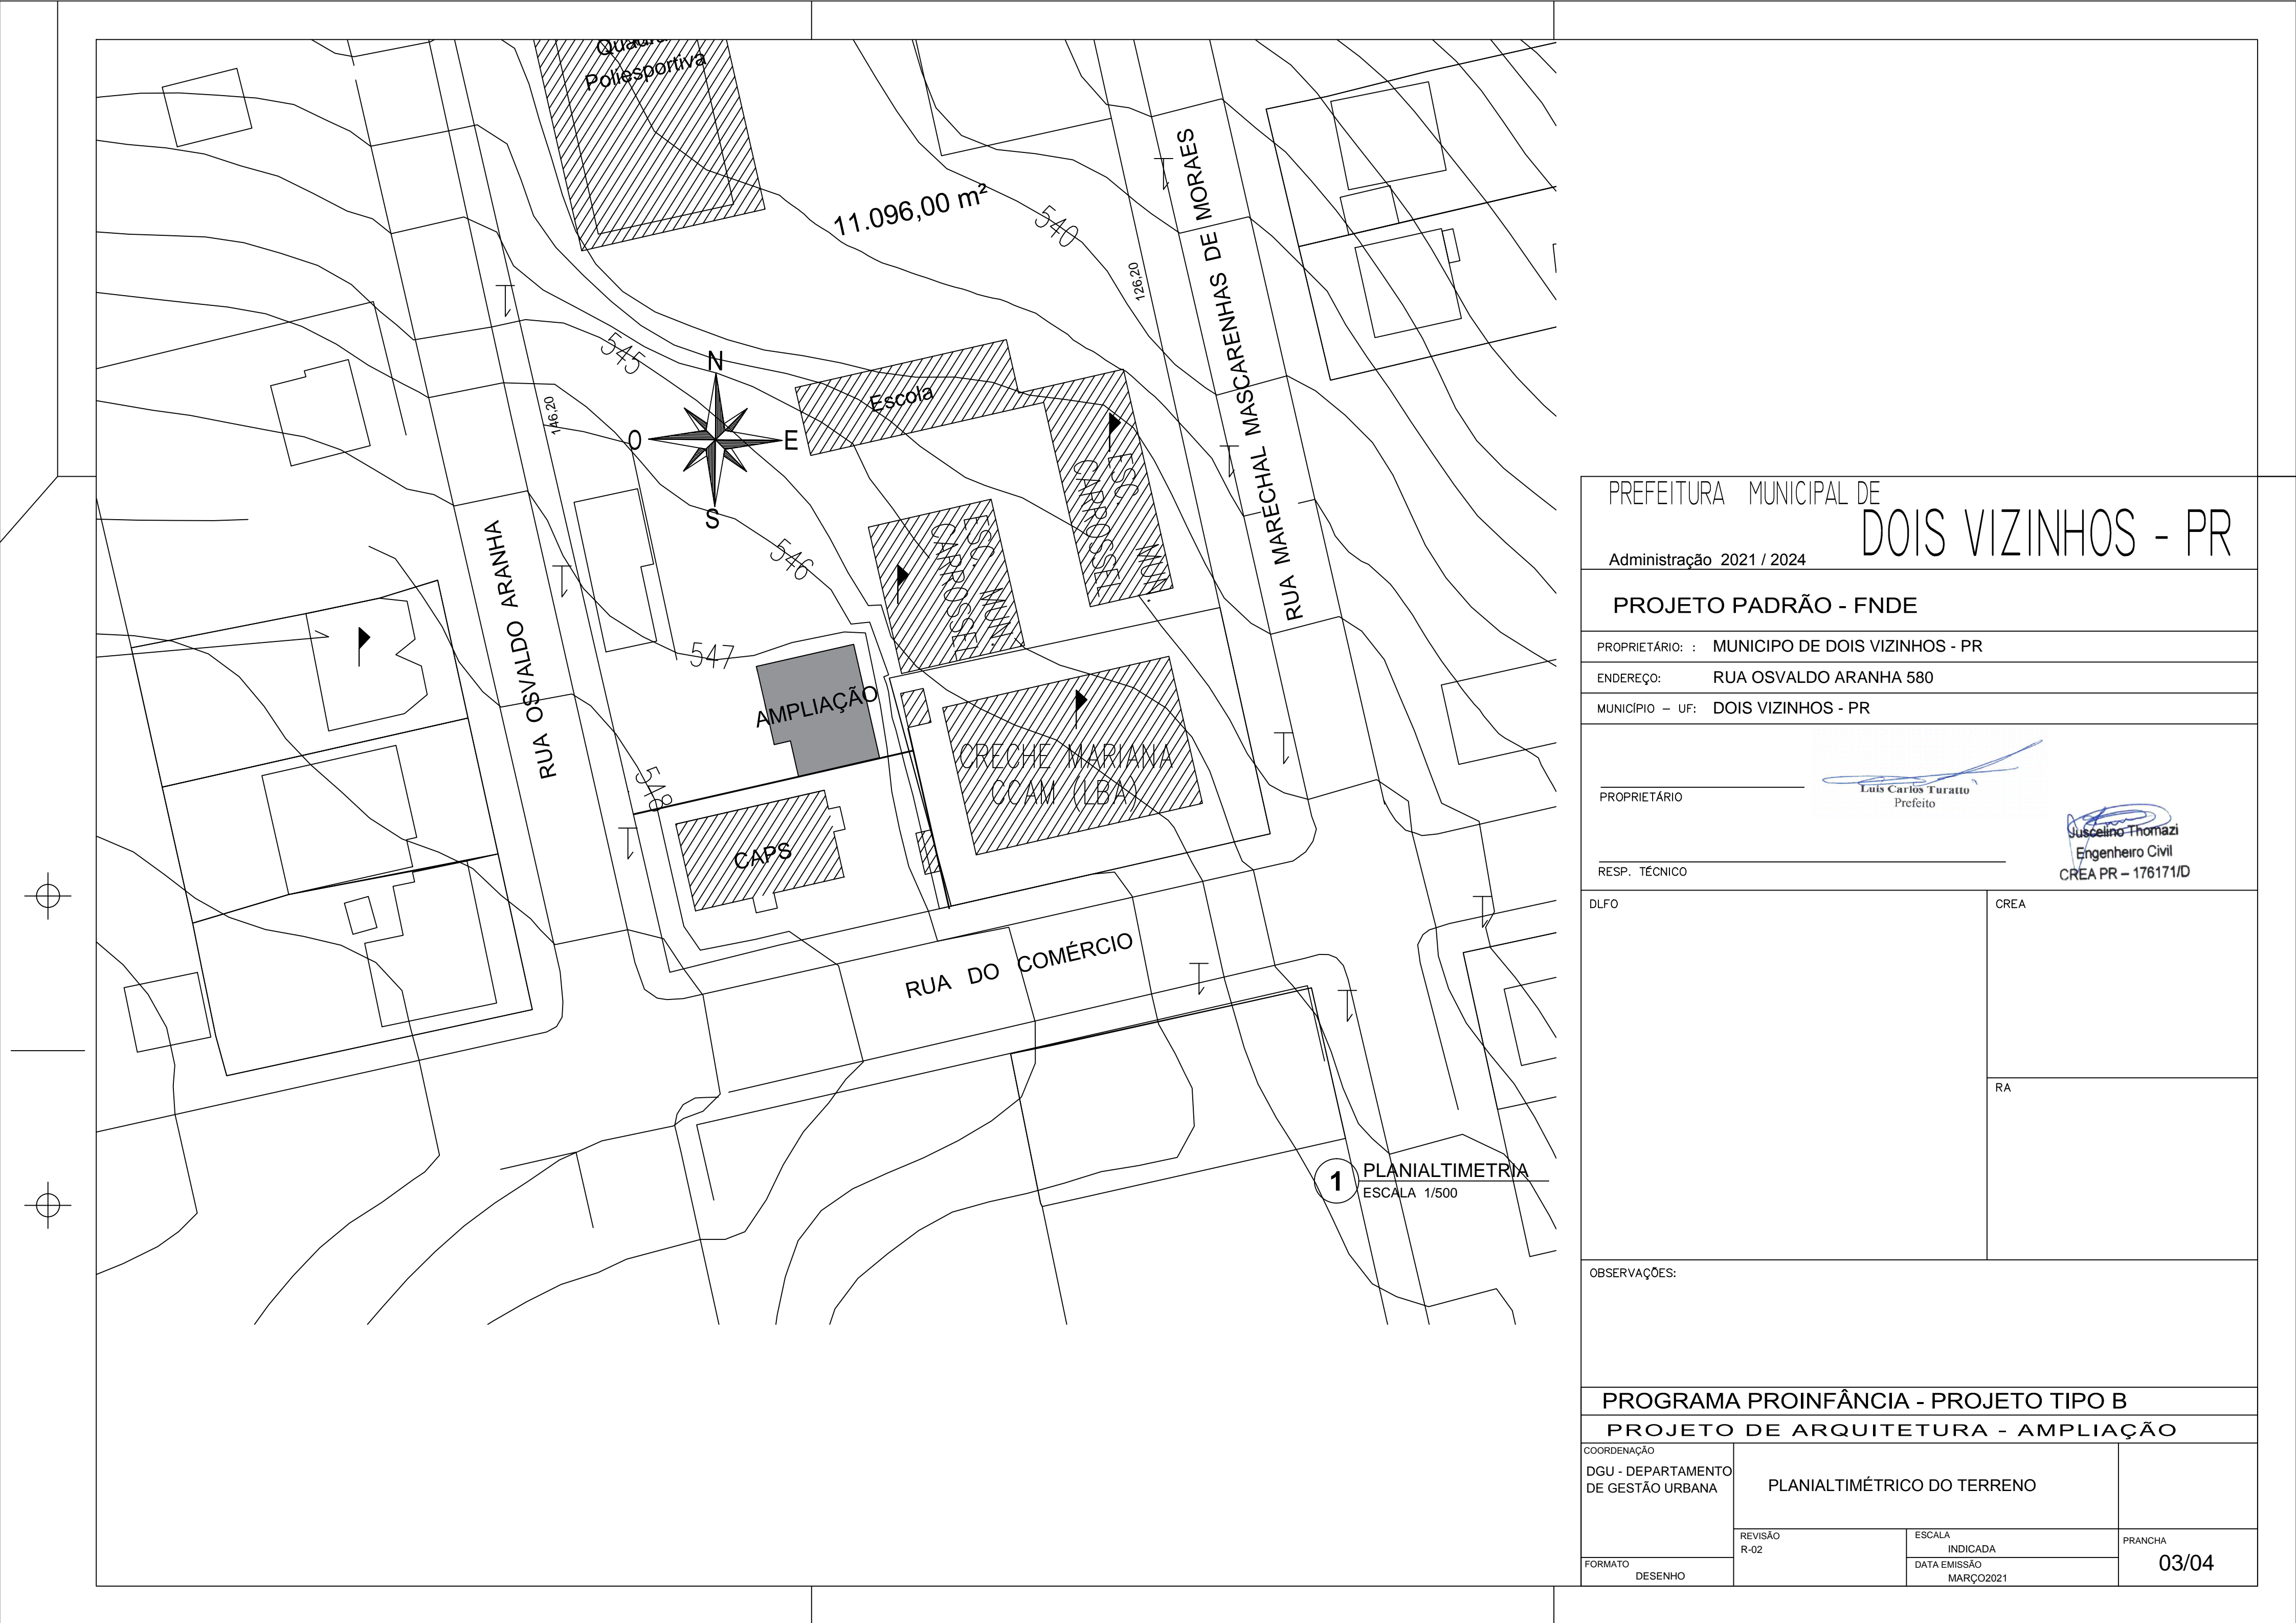 Quadra
Poliesportiva
11.096,00 m²
540
126,20
RUA MARECHAL MASCARENHAS DE MORAES
545
146,20
N
O
E
S
Escola
ESC. MUN.
CARROSSEL
ESC. MUN.
CARROSSEL
546
547
RUA OSVALDO ARANHA
AMPLIAÇÃO
548
CRECHE MARIANA
CCAM (LBA)
CAPS
RUA DO COMÉRCIO
1
PLANIALTIMETRIA
ESCALA 1/500
PREFEITURA MUNICIPAL DE
DOIS VIZINHOS - PR
Administração 2021 / 2024
PROJETO PADRÃO - FNDE
PROPRIETÁRIO: : MUNICIPO DE DOIS VIZINHOS - PR
ENDEREÇO: RUA OSVALDO ARANHA 580
MUNICÍPIO – UF: DOIS VIZINHOS - PR
PROPRIETÁRIO
Luis Carlos Turatto
Prefeito
Juscelino Thomazi
Engenheiro Civil
CREA PR – 176171/D
RESP. TÉCNICO
DLFO
CREA
RA
OBSERVAÇÕES:
PROGRAMA PROINFÂNCIA - PROJETO TIPO B
PROJETO DE ARQUITETURA - AMPLIAÇÃO
COORDENAÇÃO
DGU - DEPARTAMENTO
DE GESTÃO URBANA
PLANIALTIMÉTRICO DO TERRENO
REVISÃO
R-02
ESCALA
INDICADA
DATA EMISSÃO
MARÇO2021
PRANCHA
03/04
FORMATO
DESENHO